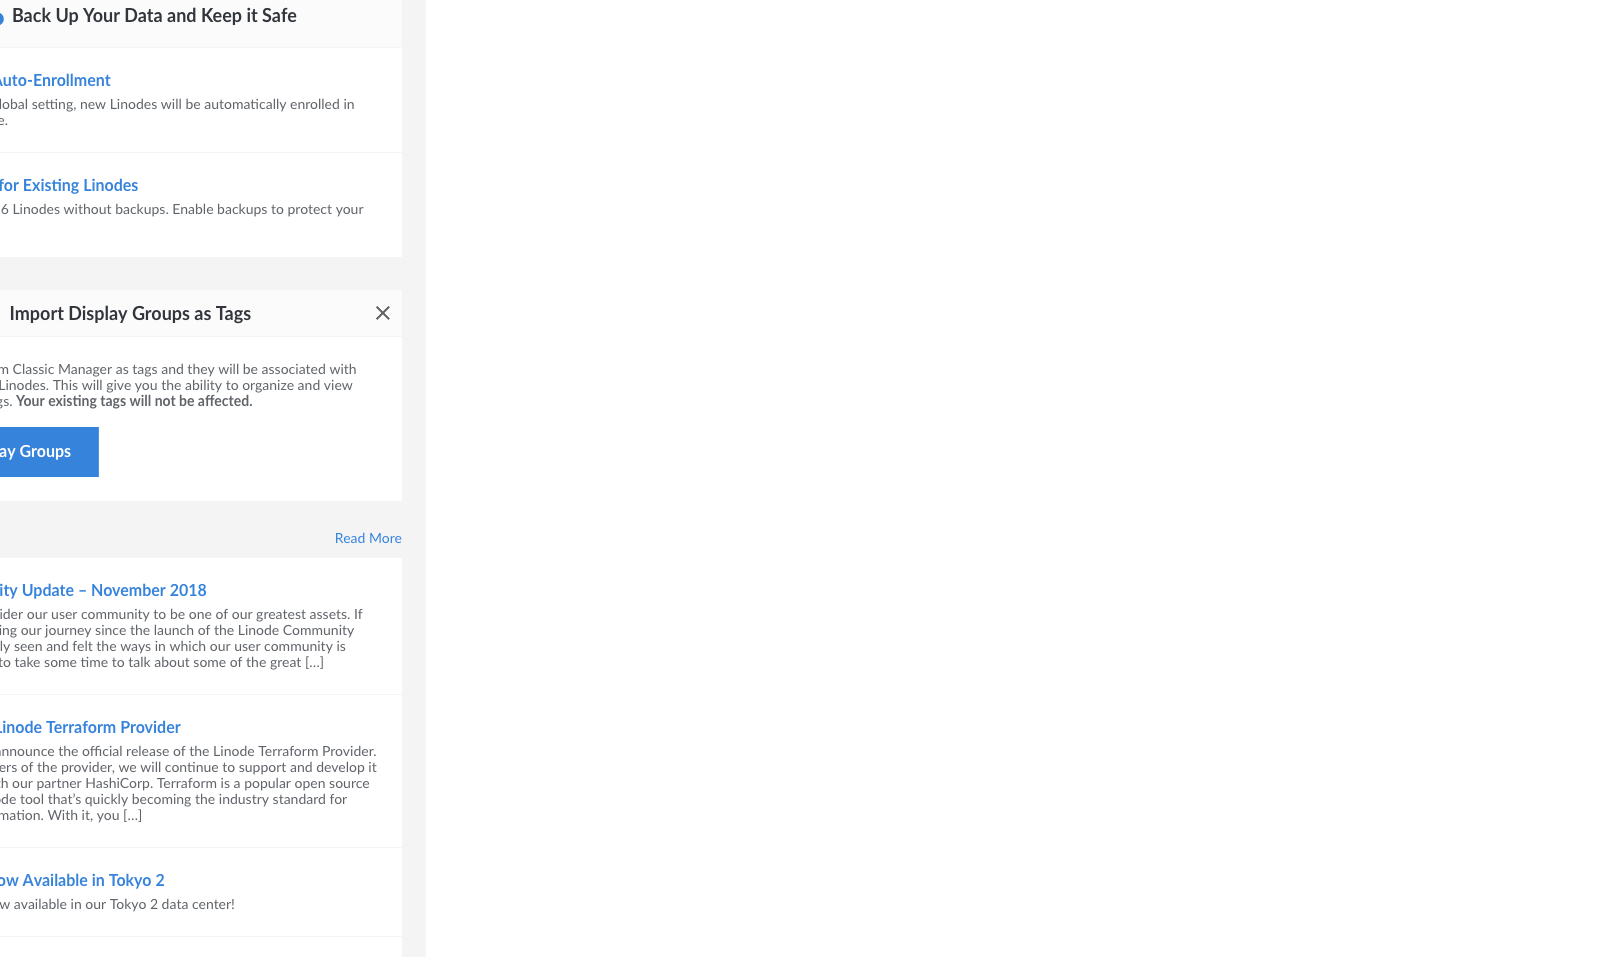 Back Up Your Data and Keep it Safe
Auto-Enrollment
lobal setting, new Linodes will be automatically enrolled in
e.
for Existing Linodes
6 Linodes without backups. Enable backups to protect your
Import Display Groups as Tags
m Classic Manager as tags and they will be associated with
Linodes. This will give you the ability to organize and view
gs. Your existing tags will not be affected.
ay Groups
Read More
ity Update – November 2018
ider our user community to be one of our greatest assets. If
ing our journey since the launch of the Linode Community
ly seen and felt the ways in which our user community is
to take some time to talk about some of the great [...]
Linode Terraform Provider
announce the official release of the Linode Terraform Provider.
ers of the provider, we will continue to support and develop it
th our partner HashiCorp. Terraform is a popular open source
ode tool that’s quickly becoming the industry standard for
mation. With it, you [...]
ow Available in Tokyo 2
w available in our Tokyo 2 data center!